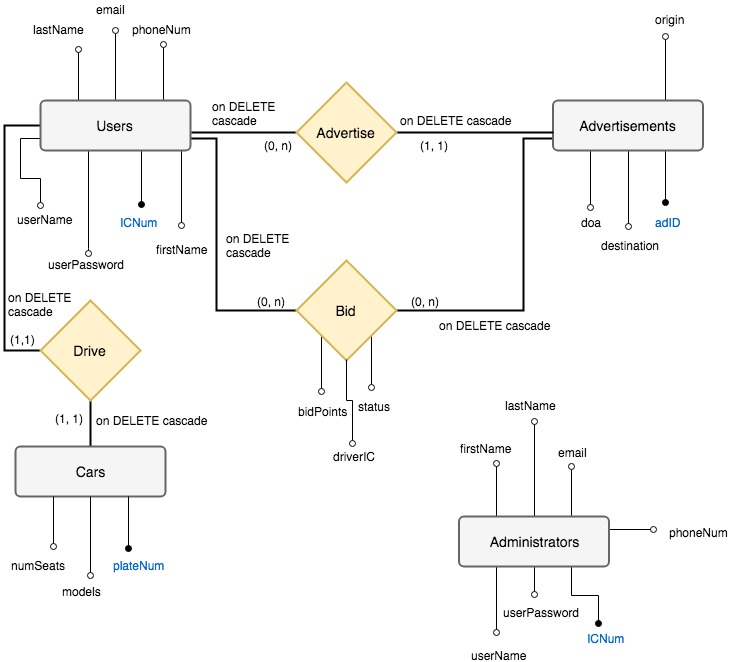 email
lastName
phoneNum
origin
Users
on DELETE
cascade
(0, n)
Advertise
on DELETE cascade
(1, 1)
Advertisements
userName
userPassword
ICNum
firstName
doa
destination
adID
on DELETE
cascade
(0, n)
Bid
(0, n)
on DELETE cascade
on DELETE
cascade
(1,1)
Drive
(1, 1)
on DELETE cascade
bidPoints
status
driverIC
Cars
numSeats
models
plateNum
lastName
firstName
email
Administrators
phoneNum
userPassword
ICNum
userName